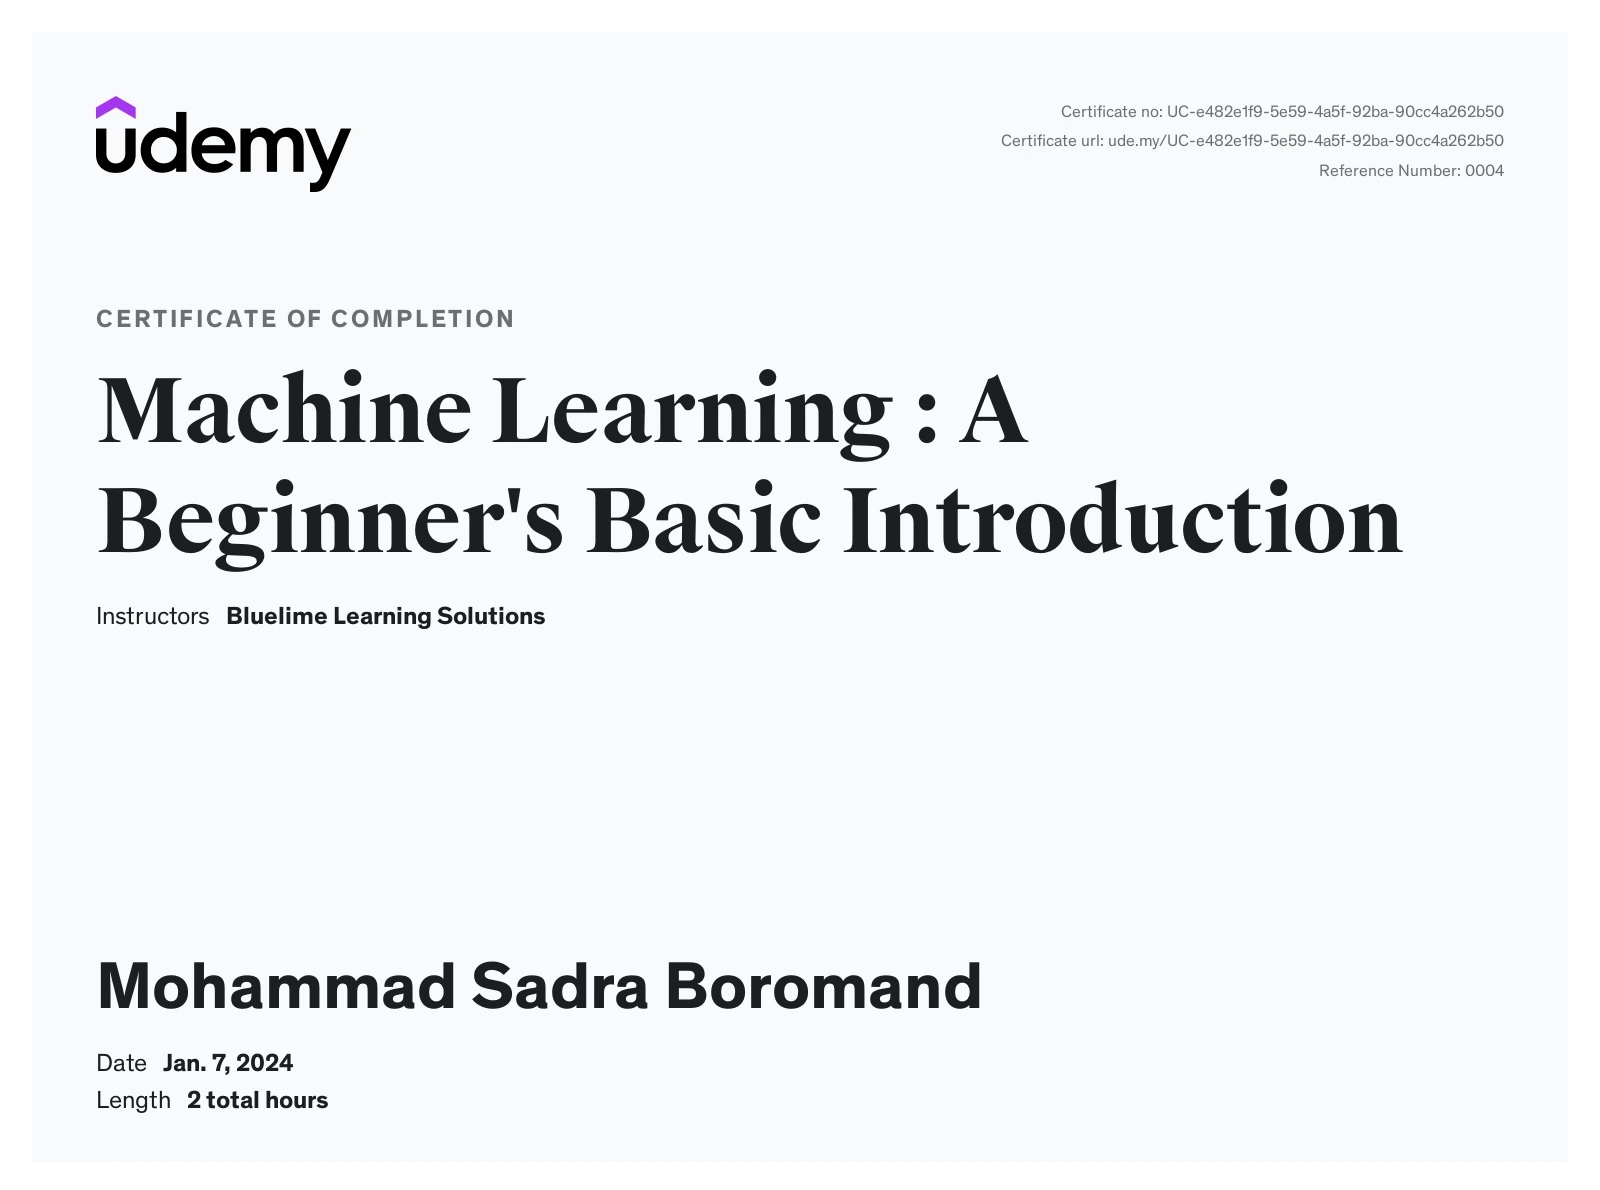 udemy
Certificate no: UC-e482e1f9-5e59-4a5f-92ba-90cc4a262b50
Certificate url: ude.my/UC-e482e1f9-5e59-4a5f-92ba-90cc4a262b50
Reference Number: 0004
CERTIFICATE OF COMPLETION
Machine Learning : A
Beginner's Basic Introduction
Instructors Bluelime Learning Solutions
Mohammad Sadra Boromand
Date Jan. 7, 2024
Length 2 total hours